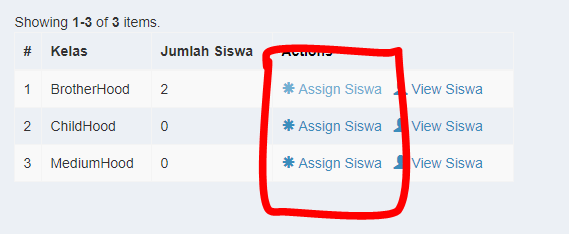 Showing 1-3 of 3 items.
# Kelas Jumlah Siswa Actions
1 BrotherHood 2 Assign Siswa View Siswa
2 ChildHood 0 Assign Siswa View Siswa
3 MediumHood 0 Assign Siswa View Siswa